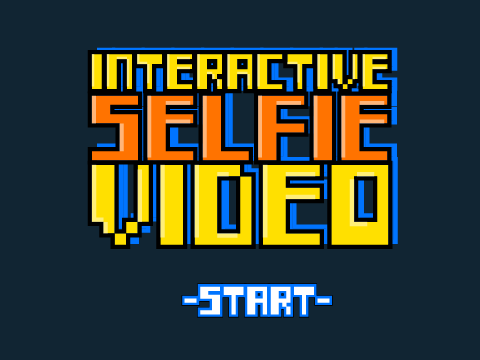 INTERACTIVE
SELFIE
VIDEO
-START-